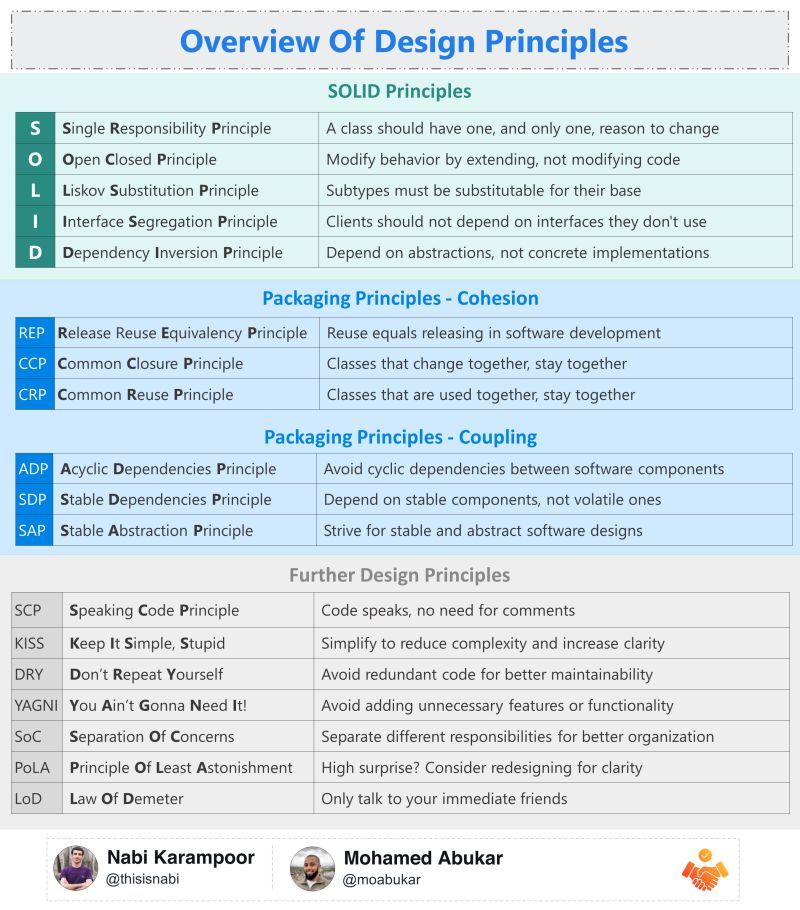 Overview Of Design Principles
SOLID Principles
S Single Responsibility Principle A class should have one, and only one, reason to change
O Open Closed Principle Modify behavior by extending, not modifying code
L Liskov Substitution Principle Subtypes must be substitutable for their base
I Interface Segregation Principle Clients should not depend on interfaces they don't use
D Dependency Inversion Principle Depend on abstractions, not concrete implementations
Packaging Principles - Cohesion
REP Release Reuse Equivalency Principle Reuse equals releasing in software development
CCP Common Closure Principle Classes that change together, stay together
CRP Common Reuse Principle Classes that are used together, stay together
Packaging Principles - Coupling
ADP Acyclic Dependencies Principle Avoid cyclic dependencies between software components
SDP Stable Dependencies Principle Depend on stable components, not volatile ones
SAP Stable Abstraction Principle Strive for stable and abstract software designs
Further Design Principles
SCP Speaking Code Principle Code speaks, no need for comments
KISS Keep It Simple, Stupid Simplify to reduce complexity and increase clarity
DRY Don't Repeat Yourself Avoid redundant code for better maintainability
YAGNI You Ain't Gonna Need It! Avoid adding unnecessary features or functionality
SoC Separation Of Concerns Separate different responsibilities for better organization
PoLA Principle Of Least Astonishment High surprise? Consider redesigning for clarity
LoD Law Of Demeter Only talk to your immediate friends
Nabi Karampoor
@thisisnabi
Mohamed Abukar
@moabukar